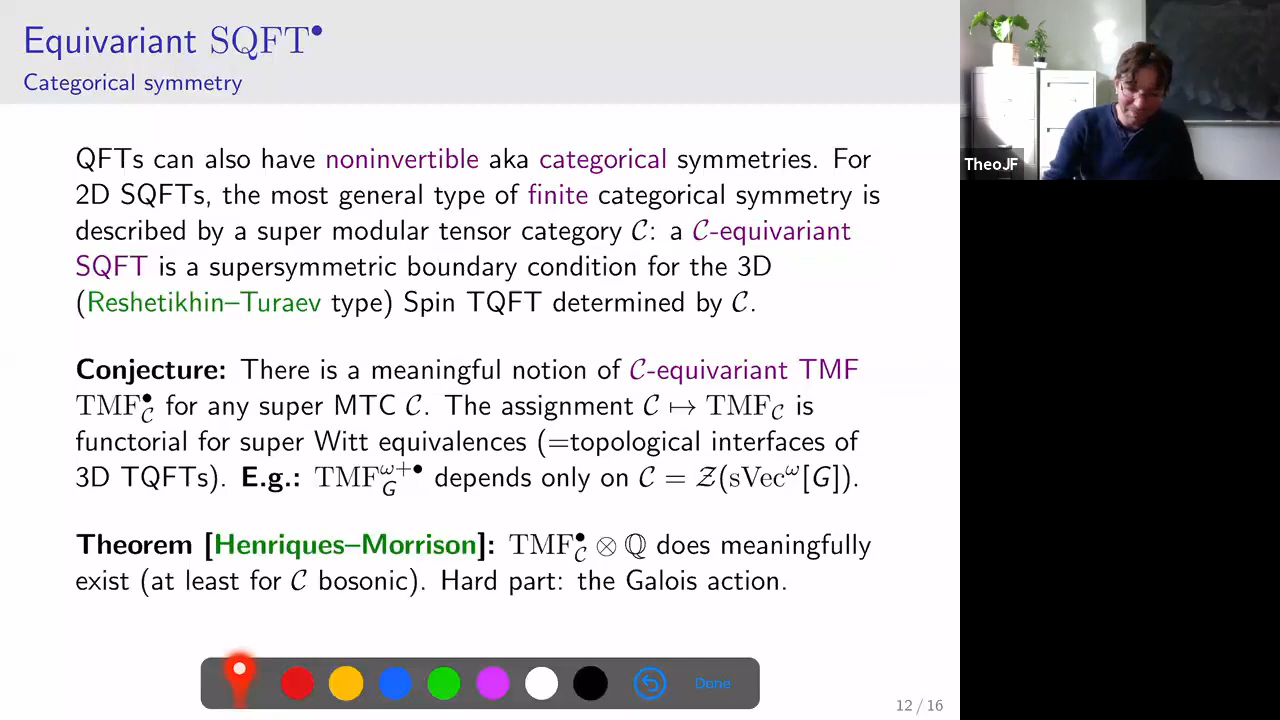 Equivariant SQFT•
Categorical symmetry
QFTs can also have noninvertible aka categorical symmetries. For
2D SQFTs, the most general type of finite categorical symmetry is
described by a super modular tensor category 𝒞: a 𝒞-equivariant
SQFT is a supersymmetric boundary condition for the 3D
(Reshetikhin–Turaev type) Spin TQFT determined by 𝒞.
Conjecture: There is a meaningful notion of 𝒞-equivariant TMF
TMF•𝒞 for any super MTC 𝒞. The assignment 𝒞 ↦ TMF𝒞 is
functorial for super Witt equivalences (=topological interfaces of
3D TQFTs). E.g.: TMF^{ω+•}_G depends only on 𝒞 = 𝒵(sVec^ω[G]).
Theorem [Henriques–Morrison]: TMF•𝒞 ⊗ ℚ does meaningfully
exist (at least for 𝒞 bosonic). Hard part: the Galois action.
Done
12 / 16
TheoJF